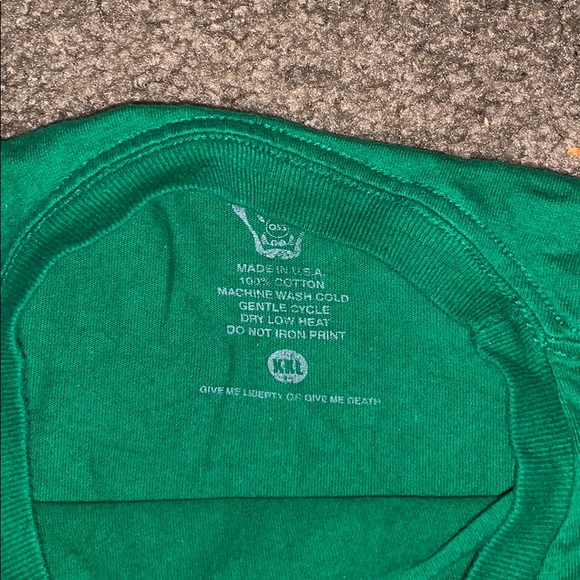 MADE IN U.S.A.
100% COTTON
MACHINE WASH COLD
GENTLE CYCLE
DRY LOW HEAT
DO NOT IRON PRINT
XXL
GIVE ME LIBERTY OR GIVE ME DEATH